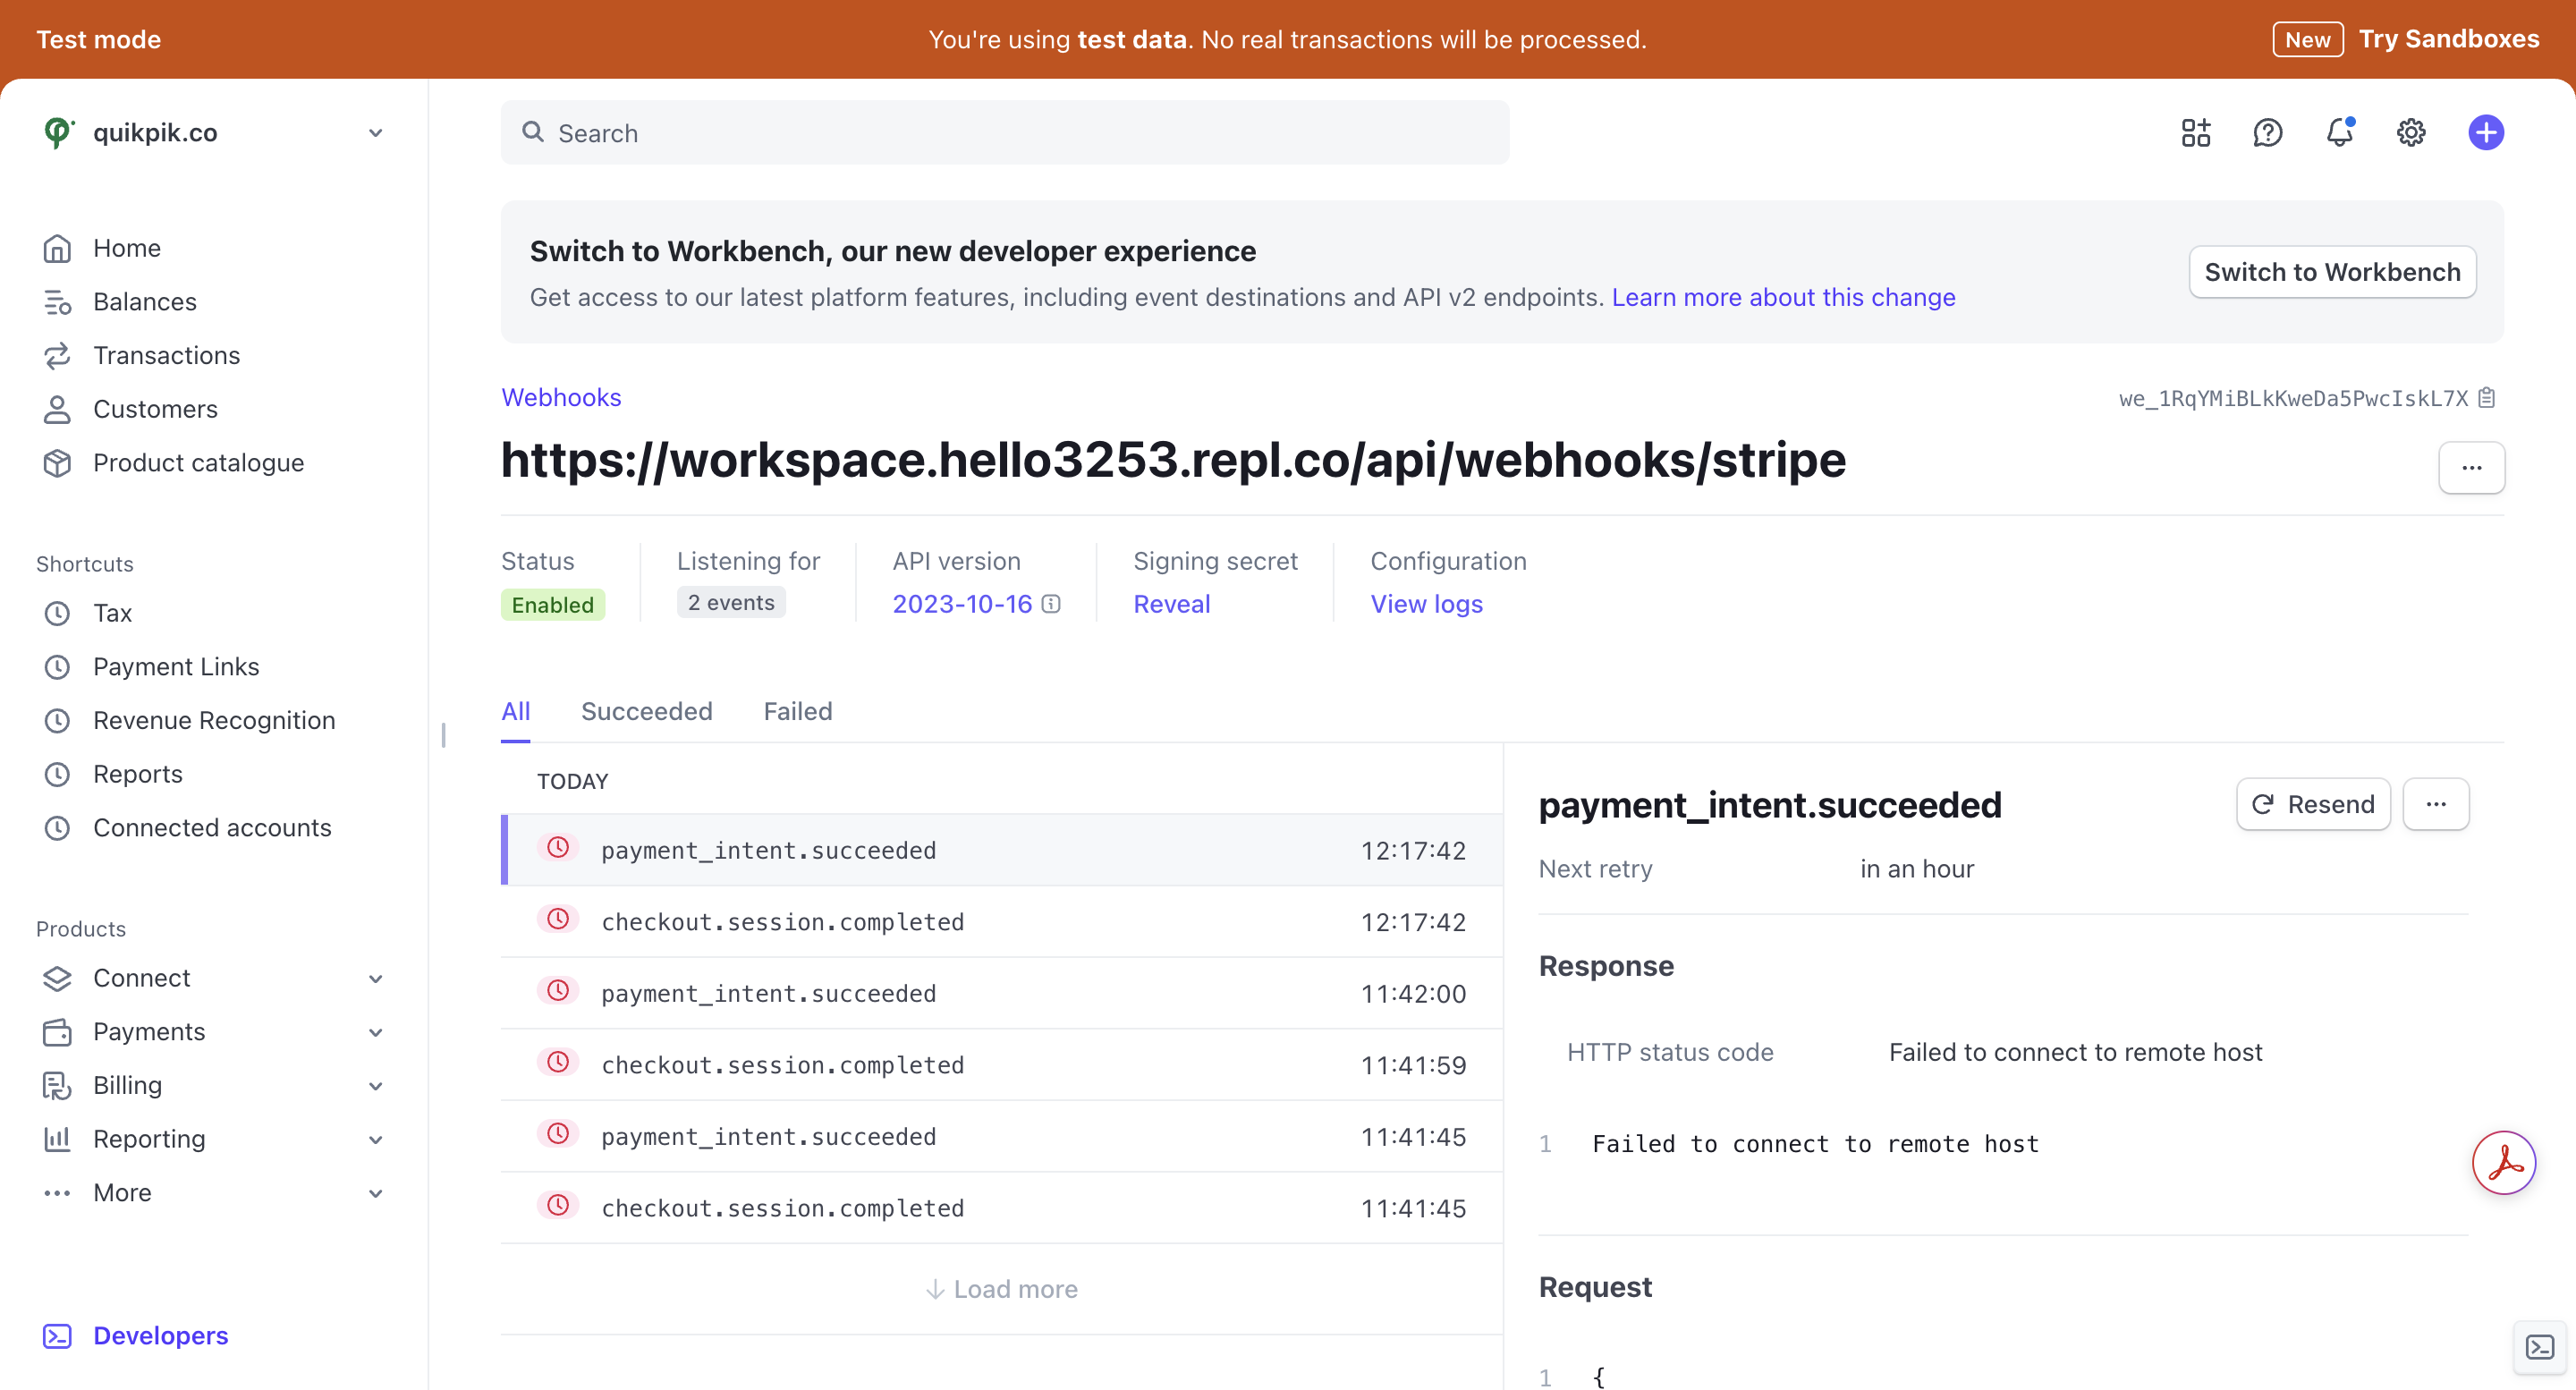 Test mode
You're using test data. No real transactions will be processed.
New Try Sandboxes
quikpik.co
Search
Home
Balances
Transactions
Customers
Product catalogue
Shortcuts
Tax
Payment Links
Revenue Recognition
Reports
Connected accounts
Products
Connect
Payments
Billing
Reporting
More
Developers
Switch to Workbench, our new developer experience
Get access to our latest platform features, including event destinations and API v2 endpoints. Learn more about this change
Switch to Workbench
Webhooks
we_1RqYMiBLkKweDa5PwcIskL7X
https://workspace.hello3253.repl.co/api/webhooks/stripe
Status
Enabled
Listening for
2 events
API version
2023-10-16
Signing secret
Reveal
Configuration
View logs
All Succeeded Failed
TODAY
payment_intent.succeeded 12:17:42
checkout.session.completed 12:17:42
payment_intent.succeeded 11:42:00
checkout.session.completed 11:41:59
payment_intent.succeeded 11:41:45
checkout.session.completed 11:41:45
Load more
payment_intent.succeeded
Resend
Next retry in an hour
Response
HTTP status code Failed to connect to remote host
1 Failed to connect to remote host
Request
1 {